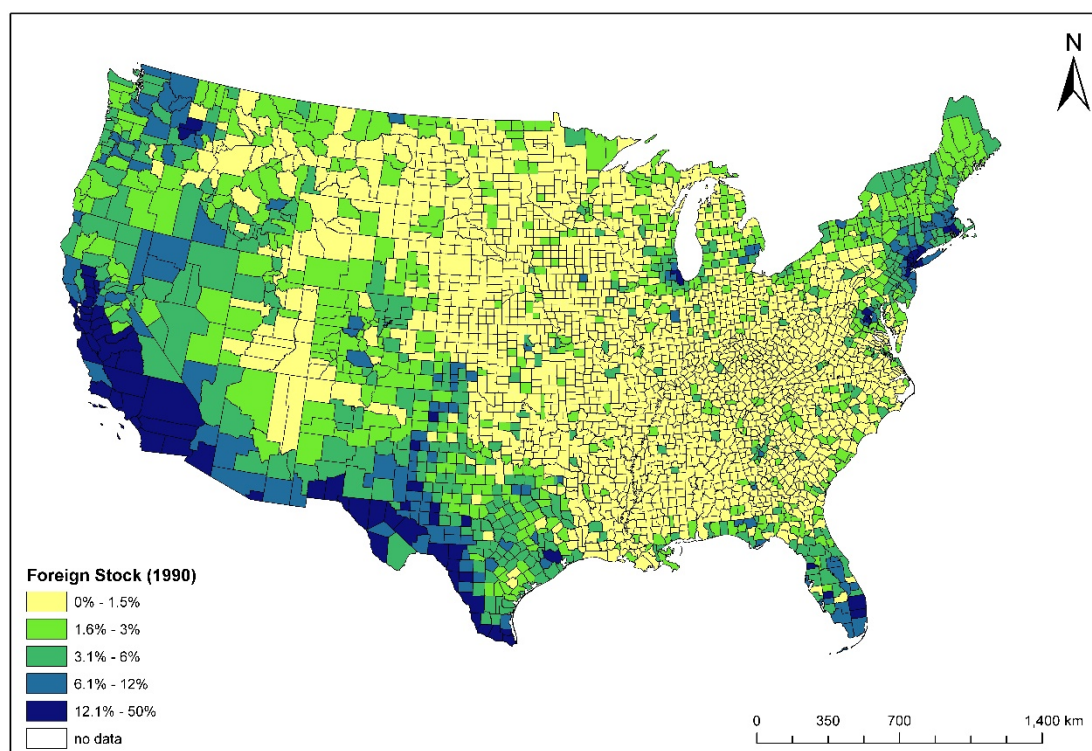 N
Foreign Stock (1990)
0% - 1.5%
1.6% - 3%
3.1% - 6%
6.1% - 12%
12.1% - 50%
no data
0 350 700 1,400 km